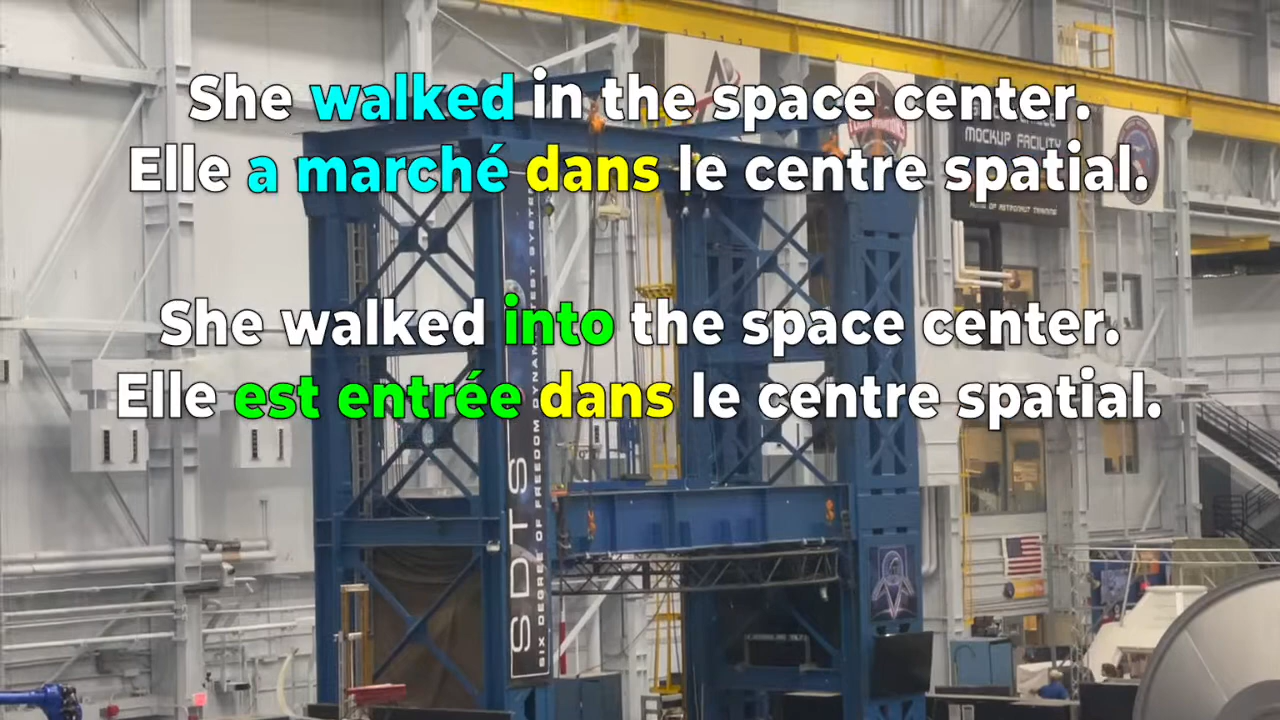 She walked in the space center.
Elle a marché dans le centre spatial.
She walked into the space center.
Elle est entrée dans le centre spatial.
MOCKUP FACILITY
SDTS
SIX DEGREE OF FREEDOM DYNAMIC TEST SYSTEM